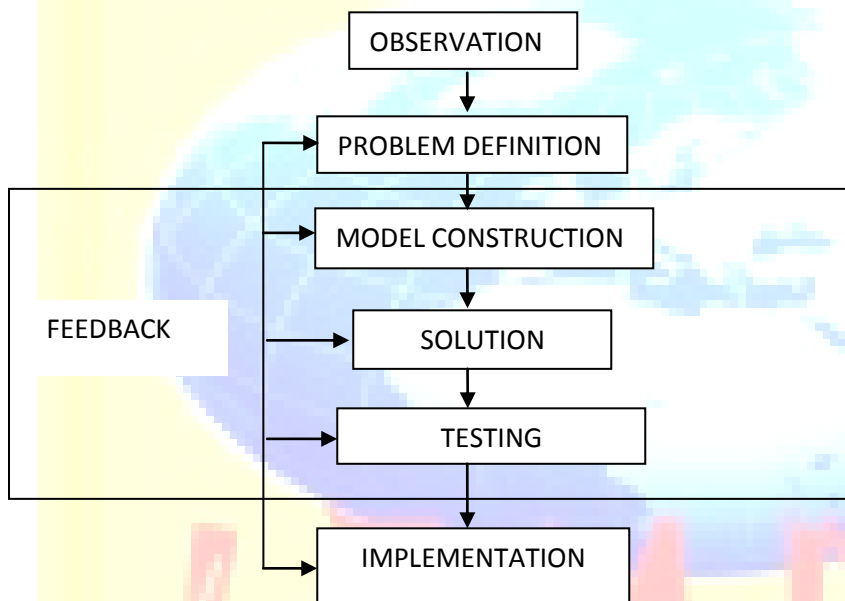 OBSERVATION
PROBLEM DEFINITION
MODEL CONSTRUCTION
FEEDBACK
SOLUTION
TESTING
IMPLEMENTATION